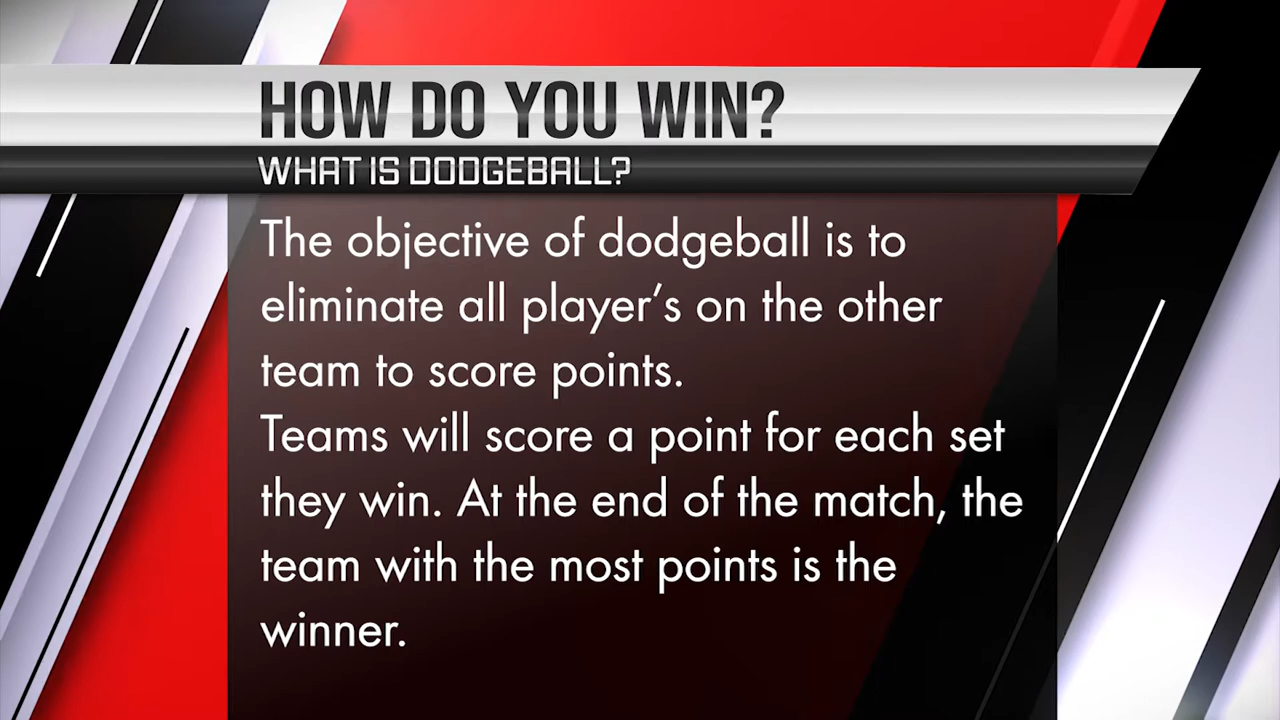 HOW DO YOU WIN?
WHAT IS DODGEBALL?
The objective of dodgeball is to
eliminate all player’s on the other
team to score points.
Teams will score a point for each set
they win. At the end of the match, the
team with the most points is the
winner.